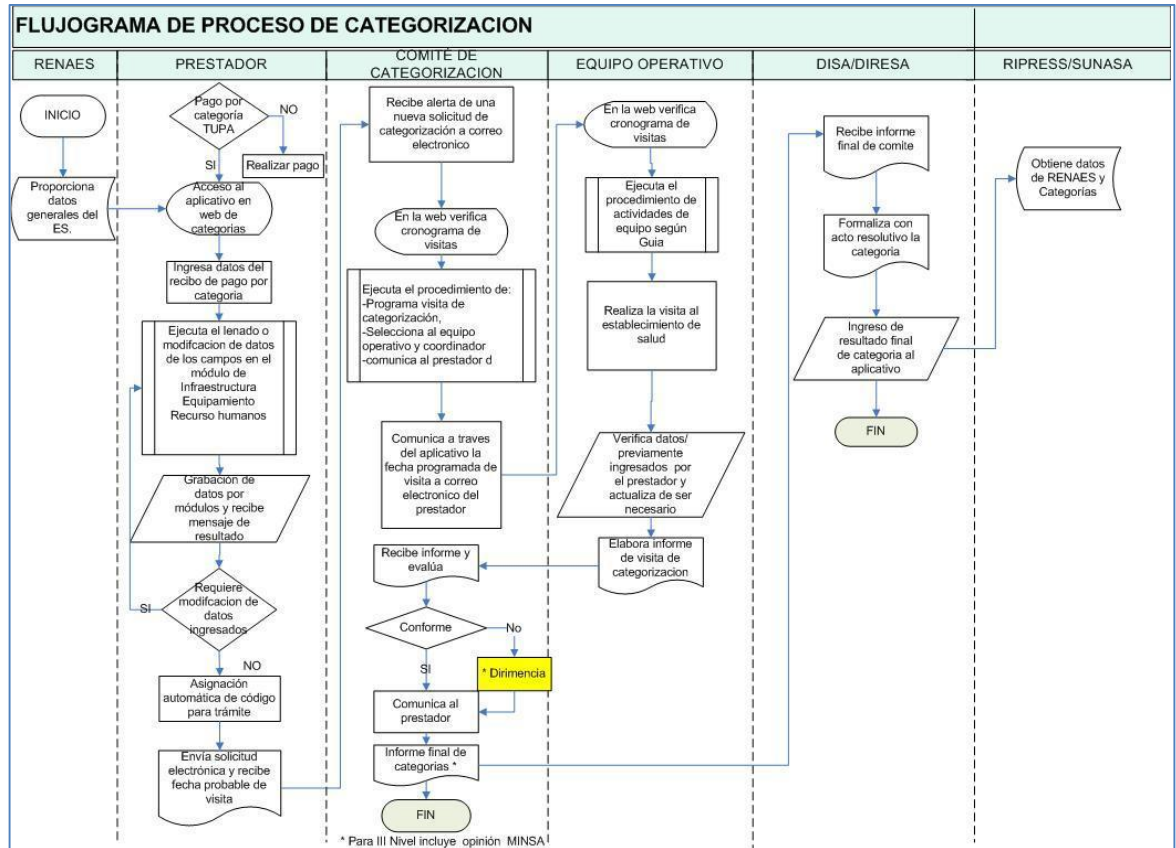 FLUJOGRAMA DE PROCESO DE CATEGORIZACION
RENAES
PRESTADOR
COMITÉ DE
CATEGORIZACION
EQUIPO OPERATIVO
DISA/DIRESA
RIPRESS/SUNASA
INICIO
Proporciona
datos
generales del
ES.
Pago por
categoría
TUPA
NO
SI
Realizar pago
Acceso al
aplicativo en
web de
categorias
Ingresa datos del
recibo de pago por
categoria
Ejecuta el lenado o
modifcacion de datos
de los campos en el
módulo de
Infraestructura
Equipamiento
Recurso humanos
Grabación de
datos por
módulos y recibe
mensaje de
resultado
Requiere
modifcacion de
datos
ingresados
SI
NO
Asignación
automática de código
para trámite
Envía solicitud
electrónica y recibe
fecha probable de
visita
Recibe alerta de una
nueva solicitud de
categorización a correo
electronico
En la web verifica
cronograma de
visitas
Ejecuta el procedimiento de:
-Programa visita de
categorización,
-Selecciona al equipo
operativo y coordinador
-comunica al prestador d
Comunica a traves
del aplicativo la
fecha programada de
visita a correo
electronico del
prestador
Recibe informe y
evalúa
Conforme
No
SI
* Dirimencia
Comunica al
prestador
Informe final de
categorías *
FIN
* Para III Nivel incluye opinión MINSA
En la web verifica
cronograma de
visitas
Ejecuta el
procedimiento de
actividades de
equipo según
Guia
Realiza la visita al
establecimiento de
salud
Verifica datos/
previamente
ingresados por
el prestador y
actualiza de ser
necesario
Elabora informe
de visita de
categorizacion
Recibe informe
final de comite
Formaliza con
acto resolutivo la
categoria
Ingreso de
resultado final
de categoria al
aplicativo
FIN
Obtiene datos
de RENAES y
Categorías